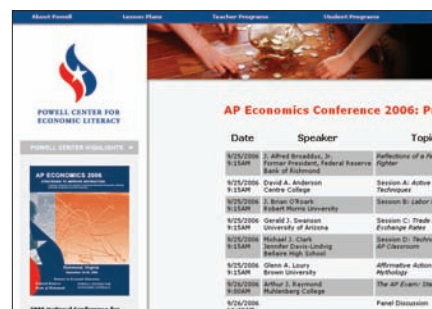 About Powell Lesson Plans Teacher Programs Student Programs
POWELL CENTER FOR
ECONOMIC LITERACY
POWELL CENTER HIGHLIGHTS
AP ECONOMICS 2006
AP Economics Conference 2006: P
Date Speaker Topi
9/25/2006 J. Alfred Broaddus, Jr. Reflections of a Fe
9:15AM Former President, Federal Reserve Fighter
Bank of Richmond
9/25/2006 David A. Anderson Session A: Active
9:15AM Centre College Techniques
9/25/2006 J. Brian O'Roark Session B: Labor
9:15AM Robert Morris University
9/25/2006 Gerald J. Swanson Session C: Trade
9:15AM University of Arizona Exchange Rates
9/25/2006 Michael J. Clark Session D: Techn
9:15AM Jennifer Davis-Lindvig AP Classroom
Bellaire High School
9/25/2006 Glenn A. Loury Affirmative Action
9:15AM Brown University Mythology
9/26/2006 Arthur J. Raymond The AP Exam: Sta
9:00AM Muhlenberg College
9/26/2006 Panel Discussion
2006 National Conference for